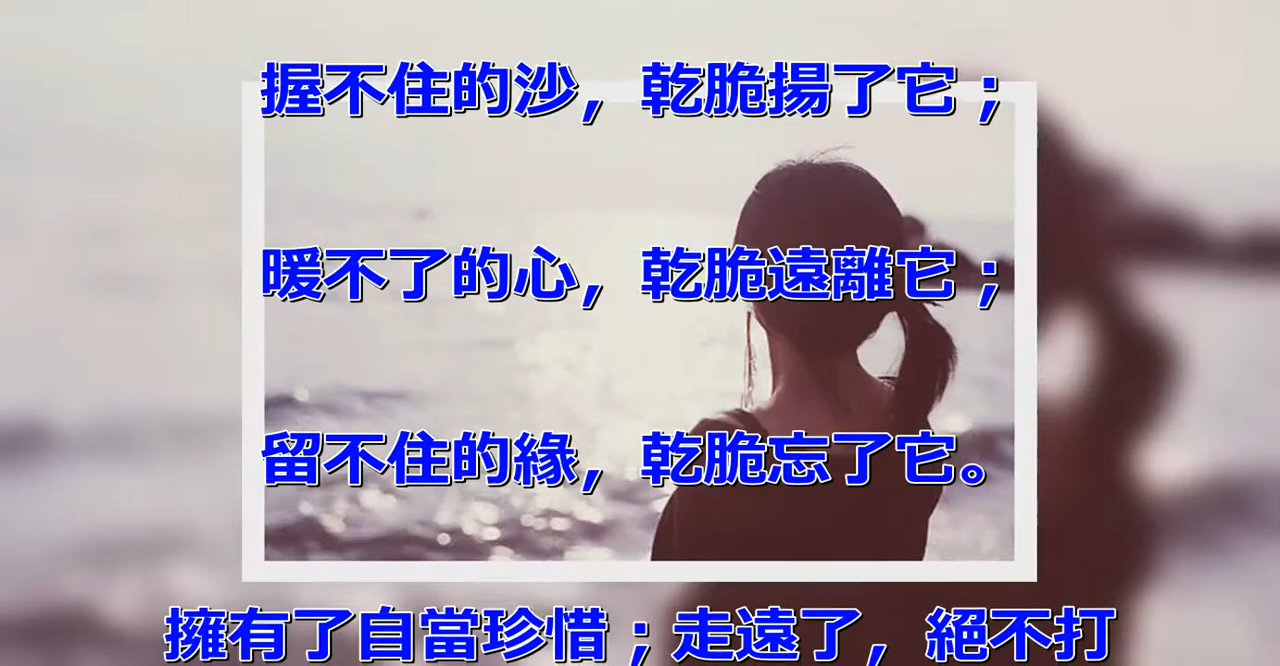 握不住的沙，乾脆揚了它；
暖不了的心，乾脆遠離它；
留不住的緣，乾脆忘了它。
擁有了自當珍惜；走遠了，絕不打